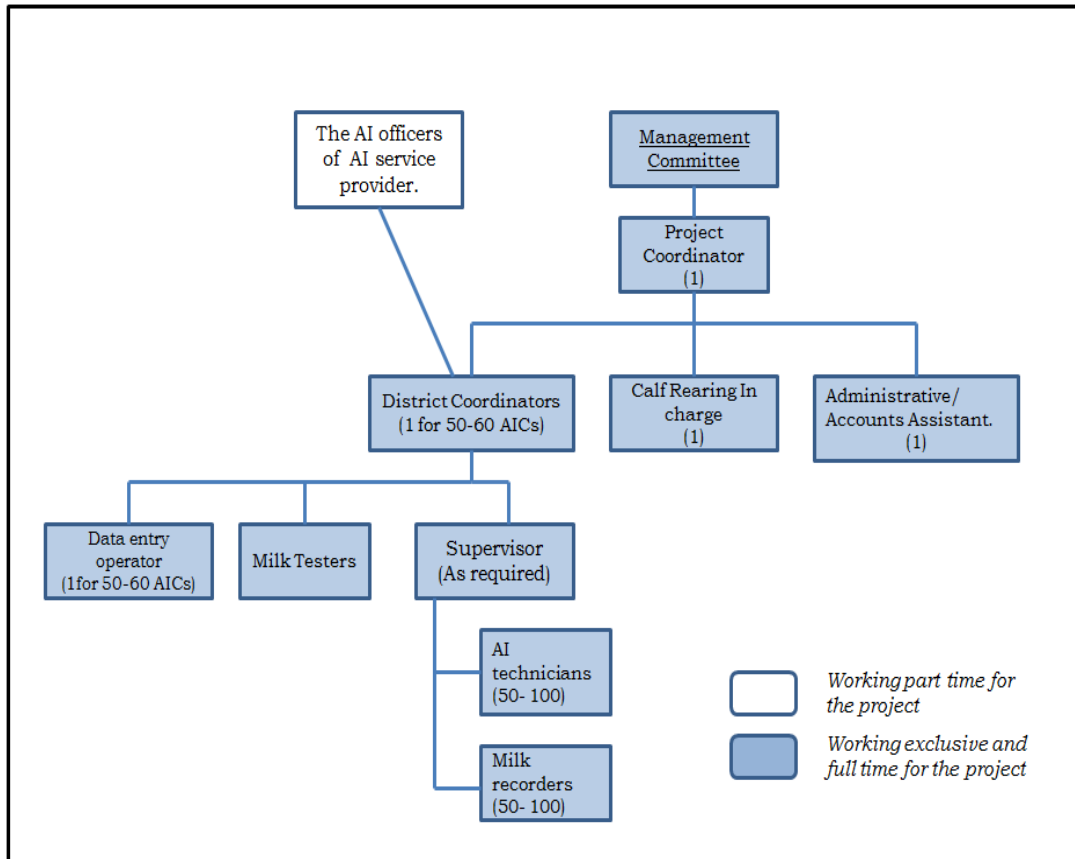 The AI officers
of AI service
provider.
Management
Committee
Project
Coordinator
(1)
District Coordinators
(1 for 50-60 AICs)
Calf Rearing In
charge
(1)
Administrative/
Accounts Assistant.
(1)
Data entry
operator
(1for 50-60 AICs)
Milk Testers
Supervisor
(As required)
AI
technicians
(50- 100)
Milk
recorders
(50- 100)
Working part time for
the project
Working exclusive and
full time for the project